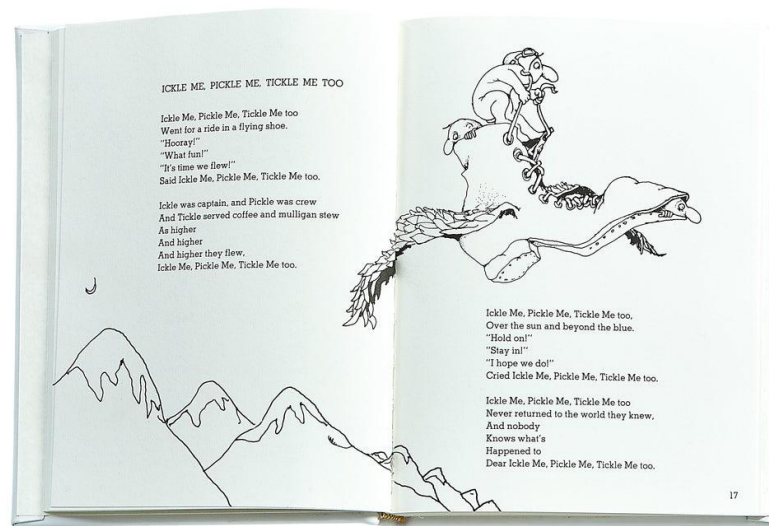 ICKLE ME, PICKLE ME, TICKLE ME TOO
Ickle Me, Pickle Me, Tickle Me too
Went for a ride in a flying shoe.
"Hooray!"
"What fun!"
"It's time we flew!"
Said Ickle Me, Pickle Me, Tickle Me too.
Ickle was captain, and Pickle was crew
And Tickle served coffee and mulligan stew
As higher
And higher
And higher they flew,
Ickle Me, Pickle Me, Tickle Me too.
Ickle Me, Pickle Me, Tickle Me too,
Over the sun and beyond the blue.
"Hold on!"
"Stay in!"
"I hope we do!"
Cried Ickle Me, Pickle Me, Tickle Me too.
Ickle Me, Pickle Me, Tickle Me too
Never returned to the world they knew,
And nobody
Knows what's
Happened to
Dear Ickle Me, Pickle Me, Tickle Me too.
17